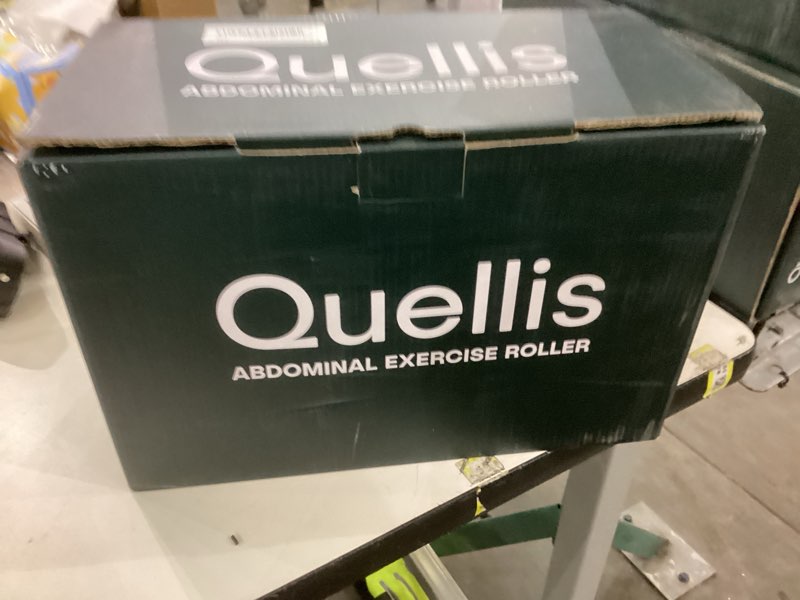 Quellis
ABDOMINAL EXERCISE ROLLER
Quellis
ABDOMINAL EXERCISE ROLLER